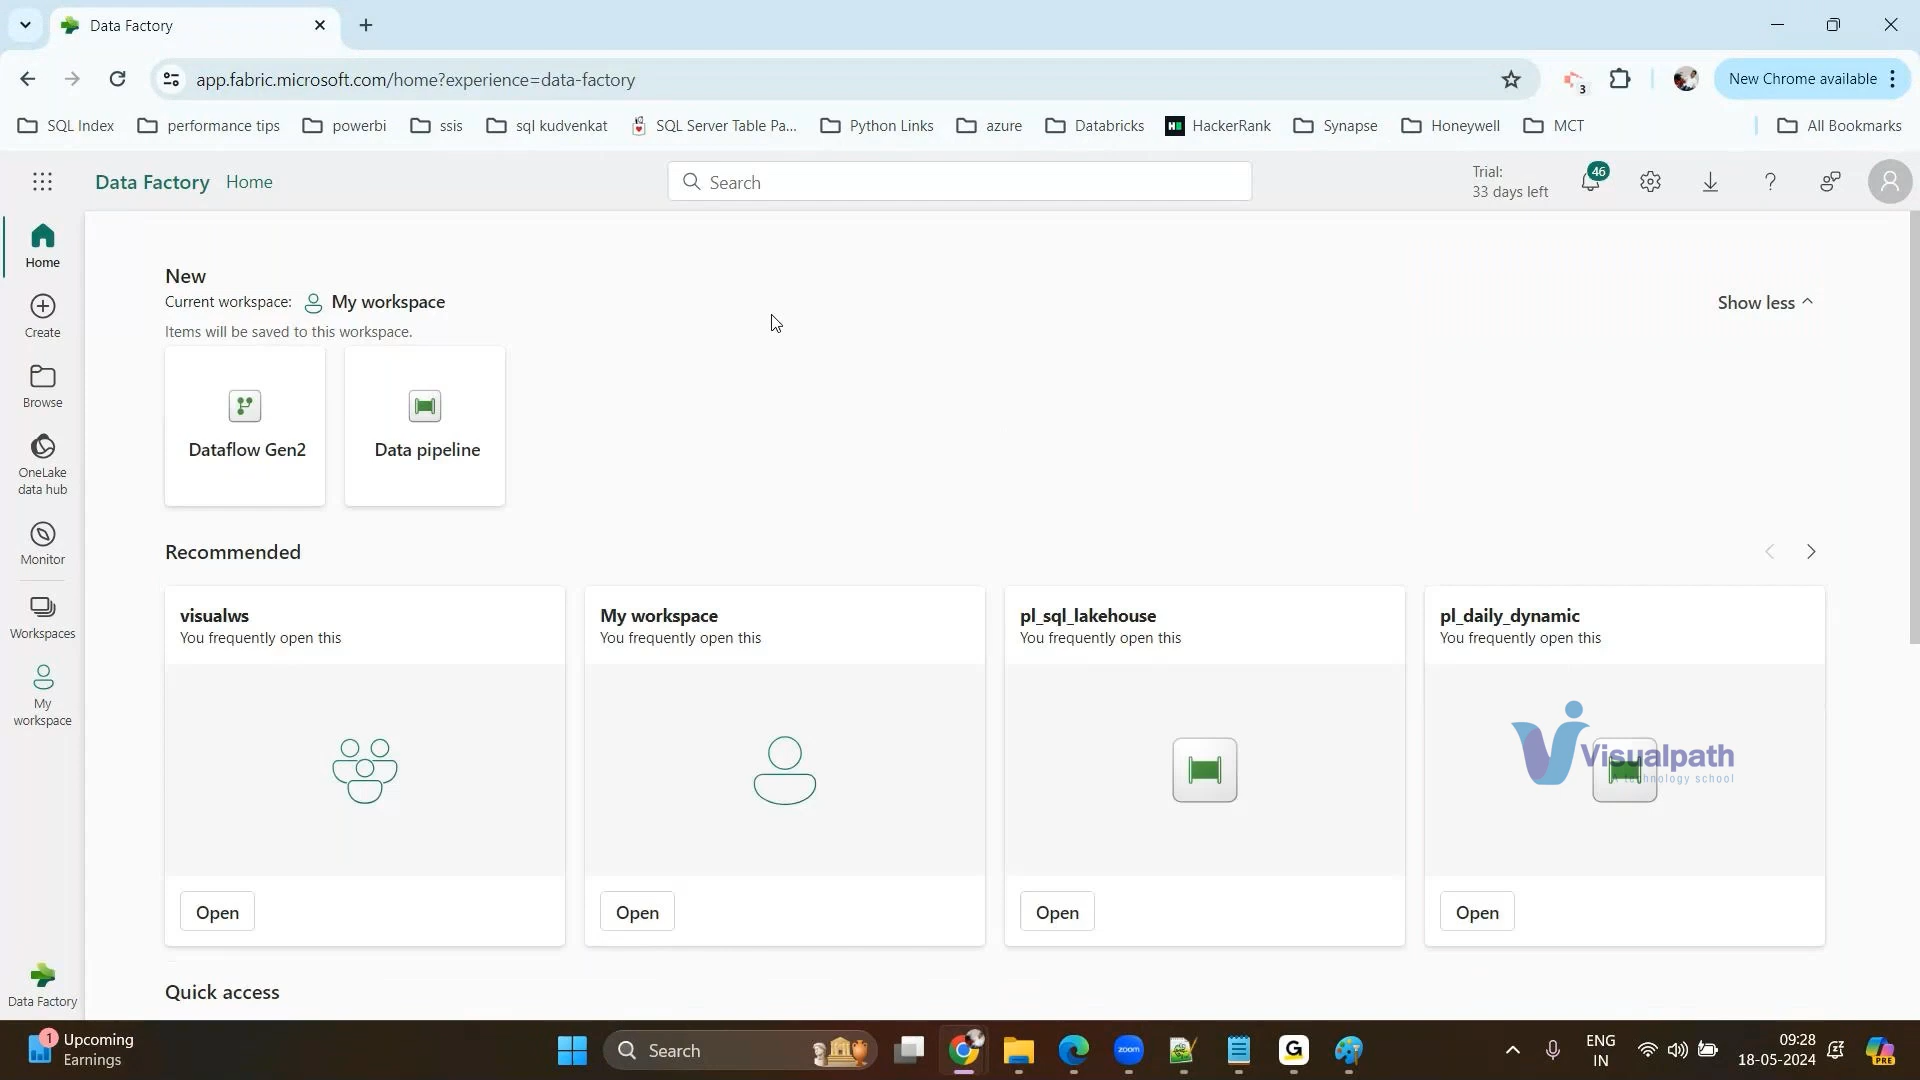 Data Factory
app.fabric.microsoft.com/home?experience=data-factory
3
New Chrome available
SQL Index
performance tips
powerbi
ssis
sql kudvenkat
SQL Server Table Pa...
Python Links
azure
Databricks
HackerRank
Synapse
Honeywell
MCT
All Bookmarks
Data Factory Home
Search
Trial:
33 days left
46
Home
Create
Browse
OneLake
data hub
Monitor
Workspaces
My
workspace
Data Factory
New
Current workspace: My workspace
Items will be saved to this workspace.
Show less
Dataflow Gen2
Data pipeline
Recommended
visualws
You frequently open this
Open
My workspace
You frequently open this
Open
pl_sql_lakehouse
You frequently open this
Open
pl_daily_dynamic
You frequently open this
Visualpath
A technology school
Open
Quick access
1
Upcoming
Earnings
Search
zoom
G
ENG
IN
09:28
18-05-2024
PRE